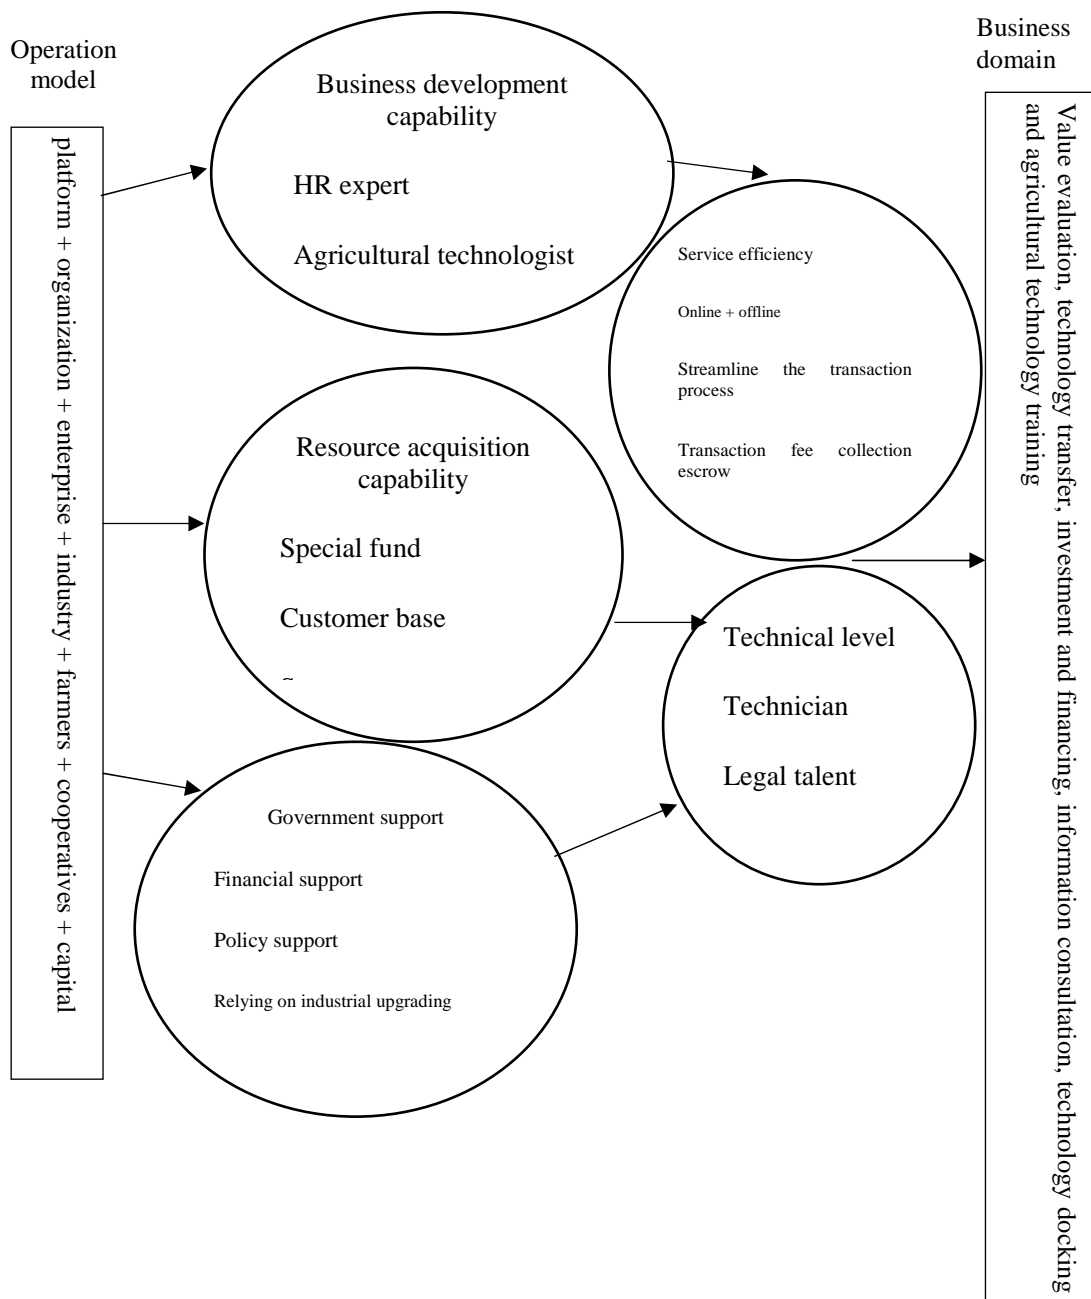 Operation
model
platform + organization + enterprise + industry + farmers + cooperatives + capital
Business development
capability
HR expert
Agricultural technologist
Resource acquisition
capability
Special fund
Customer base
Government support
Financial support
Policy support
Relying on industrial upgrading
Service efficiency
Online + offline
Streamline the transaction
process
Transaction fee collection
escrow
Technical level
Technician
Legal talent
Business
domain
Value evaluation, technology transfer, investment and financing, information consultation, technology docking
and agricultural technology training